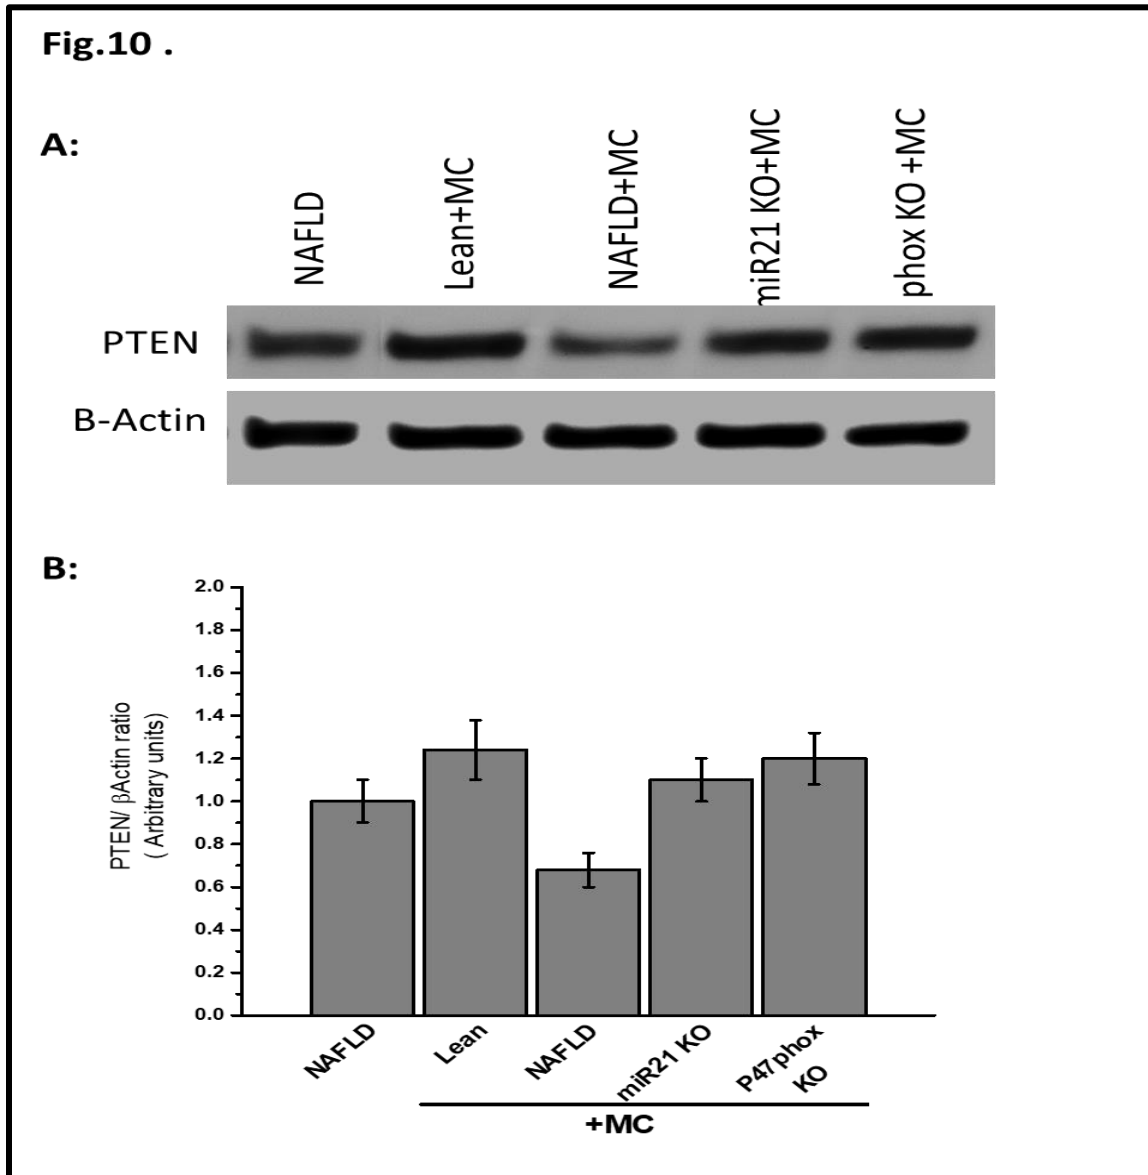 Fig.10 .
A:
NAFLD
Lean+MC
NAFLD+MC
miR21 KO+MC
phox KO +MC
PTEN
B-Actin
B:
PTEN/ βActin ratio
( Arbitrary units)
2.0
1.8
1.6
1.4
1.2
1.0
0.8
0.6
0.4
0.2
0.0
NAFLD
Lean
NAFLD
miR21 KO
P47phox
KO
+MC